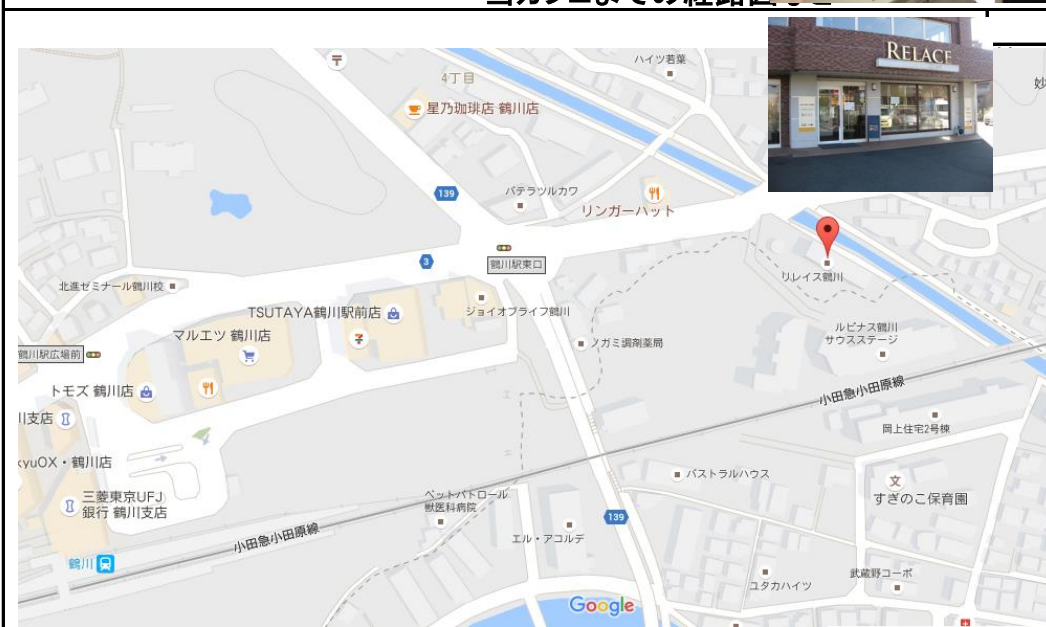 RELACE
ハイツ若葉
4丁目
星乃珈琲店 鶴川店
139
パテラツルカワ
リンガーハット
鶴川駅東口
3
リレイス鶴川
北進ゼミナール鶴川校
TSUTAYA鶴川駅前店
ジョイオブライフ鶴川
マルエツ 鶴川店
ノガミ調剤薬局
ルピナス鶴川
サウスステージ
鶴川駅広場前
トモズ 鶴川店
小田急小田原線
川支店
岡上住宅2号棟
kyuOX・鶴川店
パストラルハウス
文
すぎのこ保育園
三菱東京UFJ
銀行 鶴川支店
ペットパトロール
獣医科病院
139
エル・アコルデ
小田急小田原線
鶴川
武蔵野コーポ
ユタカハイツ
Google